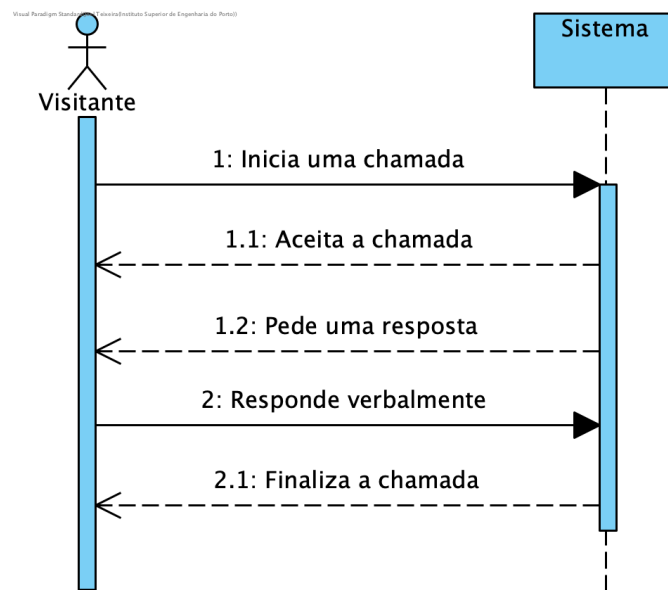 Visitante
Sistema
1: Inicia uma chamada
1.1: Aceita a chamada
1.2: Pede uma resposta
2: Responde verbalmente
2.1: Finaliza a chamada